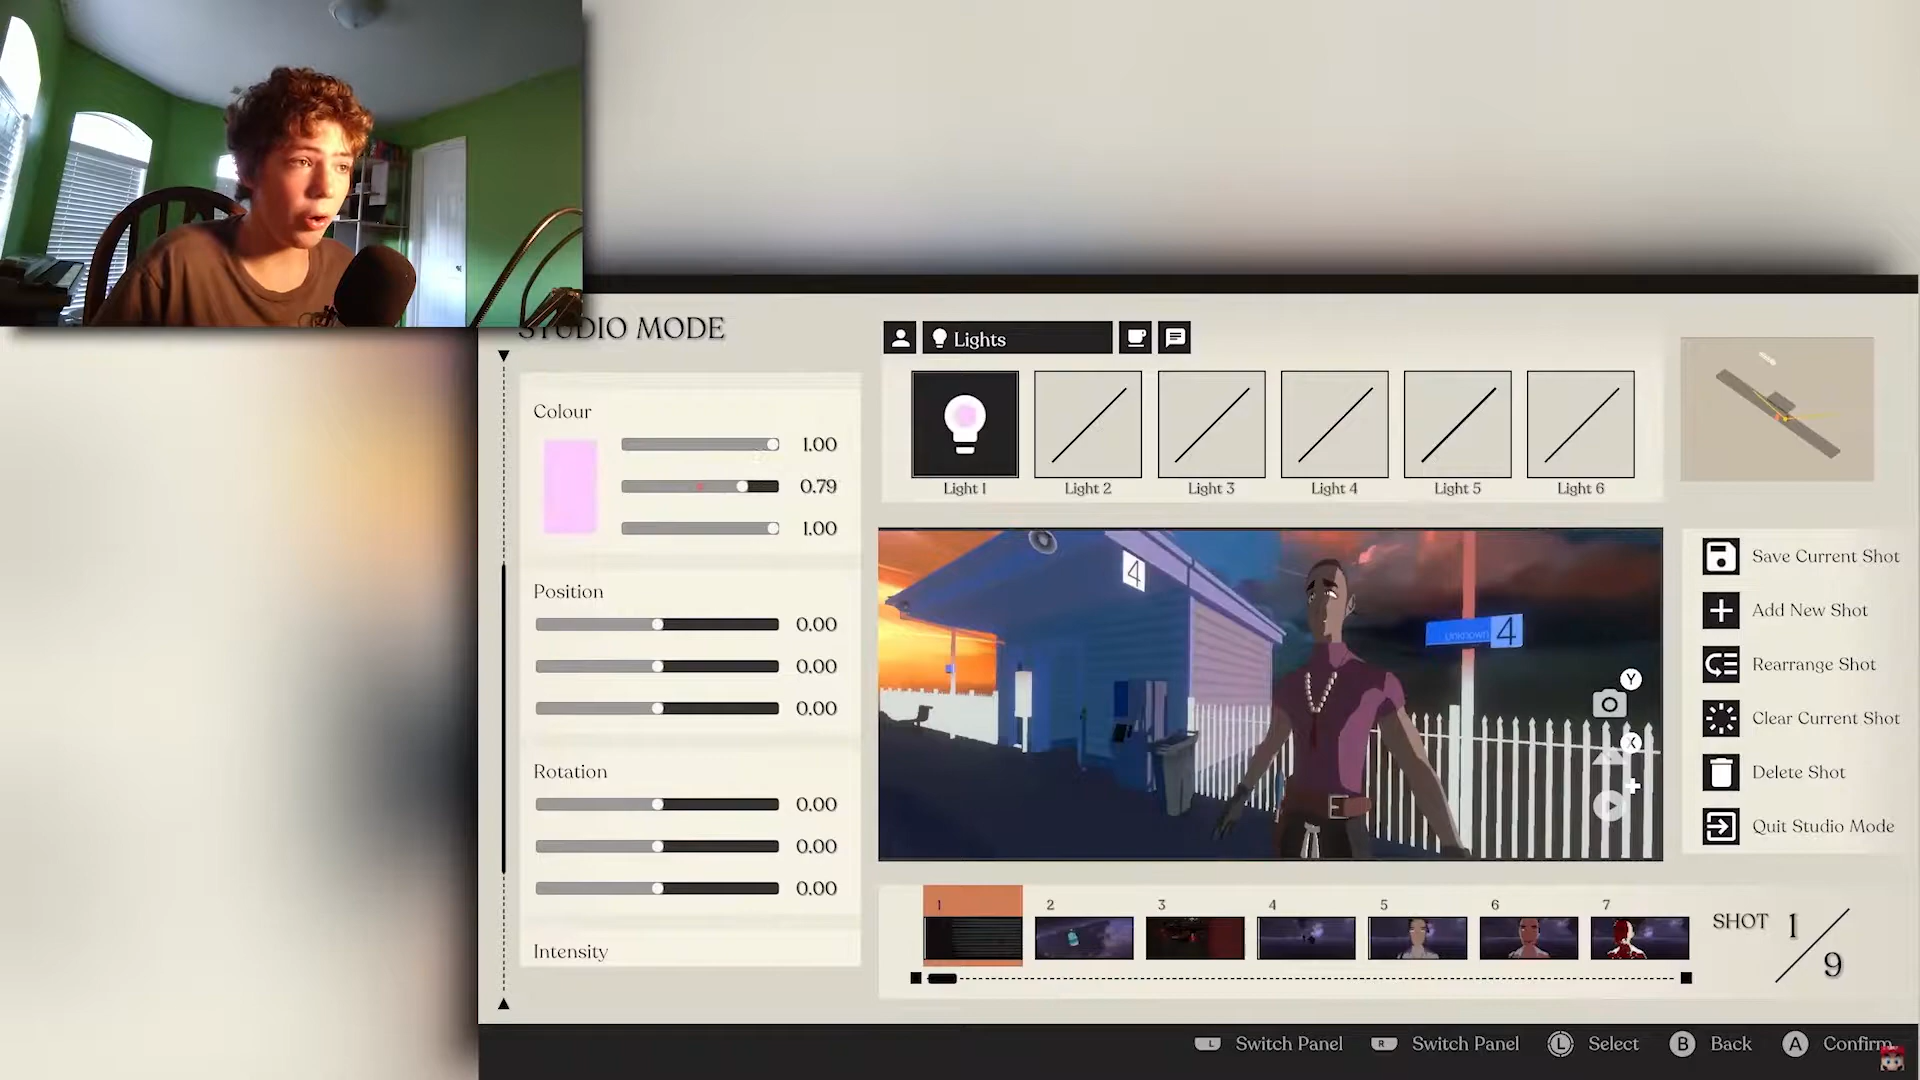 STUDIO MODE
Lights
Colour
1.00
0.79
1.00
Light 1
Light 2
Light 3
Light 4
Light 5
Light 6
Position
0.00
0.00
0.00
Rotation
0.00
0.00
0.00
Intensity
4
Unknown 4
Y
X
Save Current Shot
Add New Shot
Rearrange Shot
Clear Current Shot
Delete Shot
Quit Studio Mode
1
2
3
4
5
6
7
SHOT 1/9
L Switch Panel
R Switch Panel
L Select
B Back
A Confirm